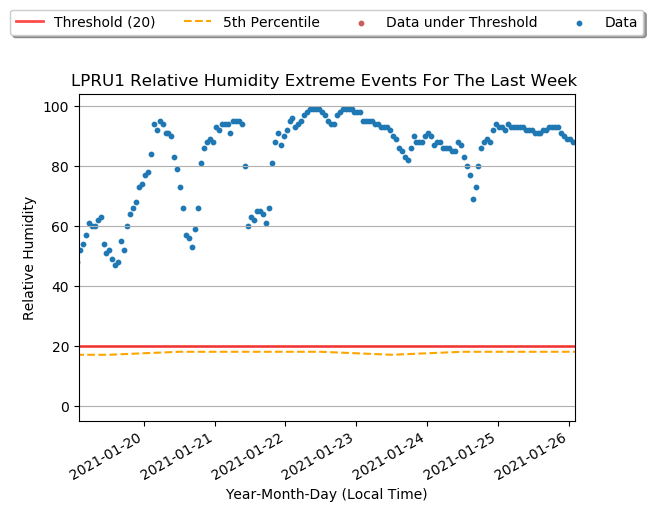 Threshold (20) 5th Percentile Data under Threshold Data
LPRU1 Relative Humidity Extreme Events For The Last Week
100
80
60
40
20
0
Relative Humidity
2021-01-20 2021-01-21 2021-01-22 2021-01-23 2021-01-24 2021-01-25 2021-01-26
Year-Month-Day (Local Time)